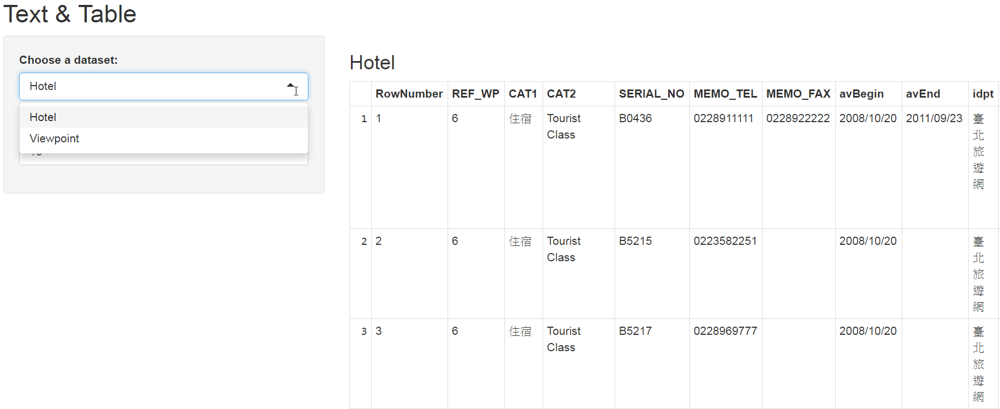 Text & Table
Choose a dataset:
Hotel
Hotel
Viewpoint
Hotel
RowNumber REF_WP CAT1 CAT2 SERIAL_NO MEMO_TEL MEMO_FAX avBegin avEnd idpt
1 1 6 住宿 Tourist Class B0436 0228911111 0228922222 2008/10/20 2011/09/23 臺北旅遊網
2 2 6 住宿 Tourist Class B5215 0223582251 2008/10/20 臺北旅遊網
3 3 6 住宿 Tourist Class B5217 0228969777 2008/10/20 臺北旅遊網